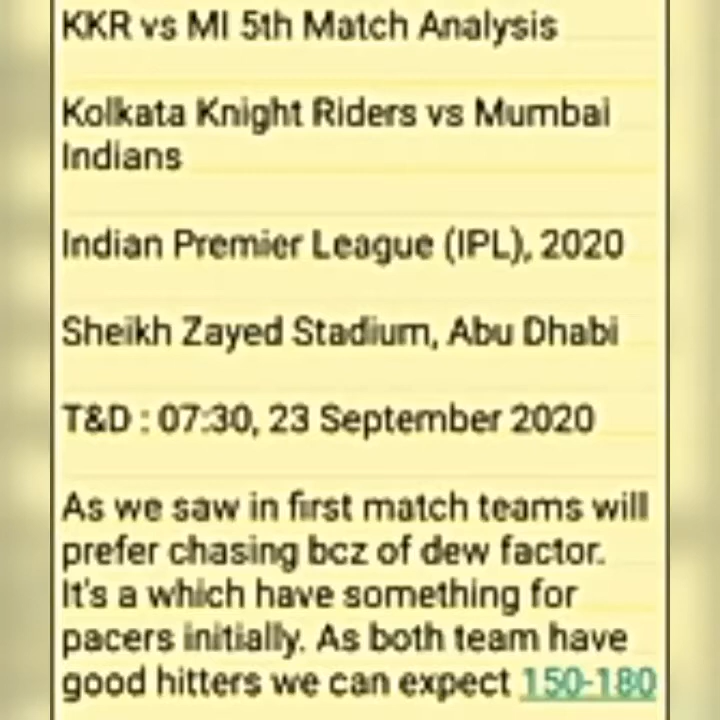 KKR vs MI 5th Match Analysis
Kolkata Knight Riders vs Mumbai
Indians
Indian Premier League (IPL), 2020
Sheikh Zayed Stadium, Abu Dhabi
T&D : 07:30, 23 September 2020
As we saw in first match teams will
prefer chasing bcz of dew factor.
It's a which have something for
pacers initially. As both team have
good hitters we can expect 150-180